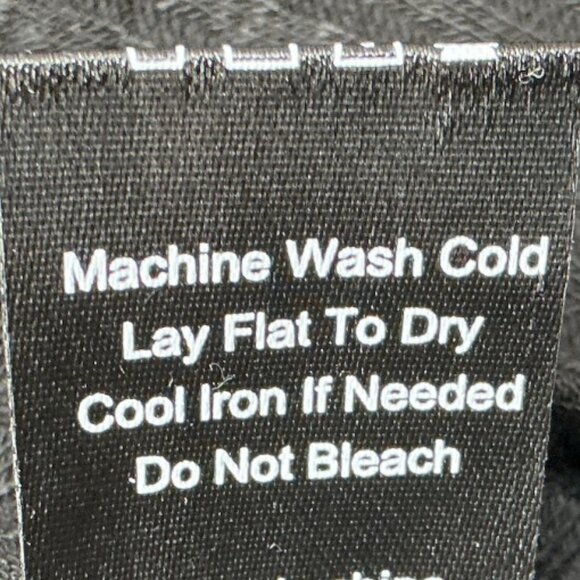 Machine Wash Cold
Lay Flat To Dry
Cool Iron If Needed
Do Not Bleach